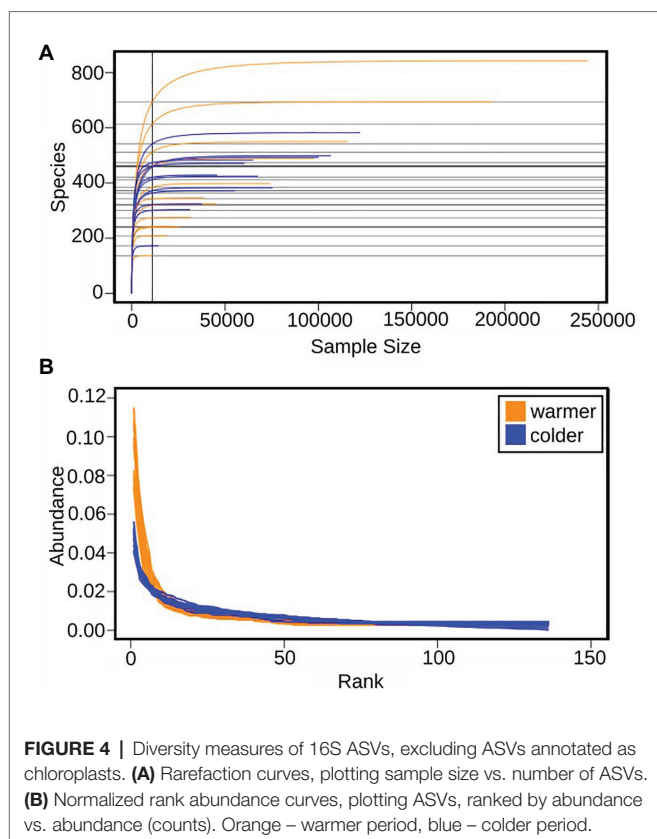 A
800
600
400
200
0
Species
0 50000 100000 150000 200000 250000
Sample Size
B
0.12
0.10
0.08
0.06
0.04
0.02
0.00
Abundance
warmer
colder
0 50 100 150
Rank
FIGURE 4 | Diversity measures of 16S ASVs, excluding ASVs annotated as
chloroplasts. (A) Rarefaction curves, plotting sample size vs. number of ASVs.
(B) Normalized rank abundance curves, plotting ASVs, ranked by abundance
vs. abundance (counts). Orange – warmer period, blue – colder period.